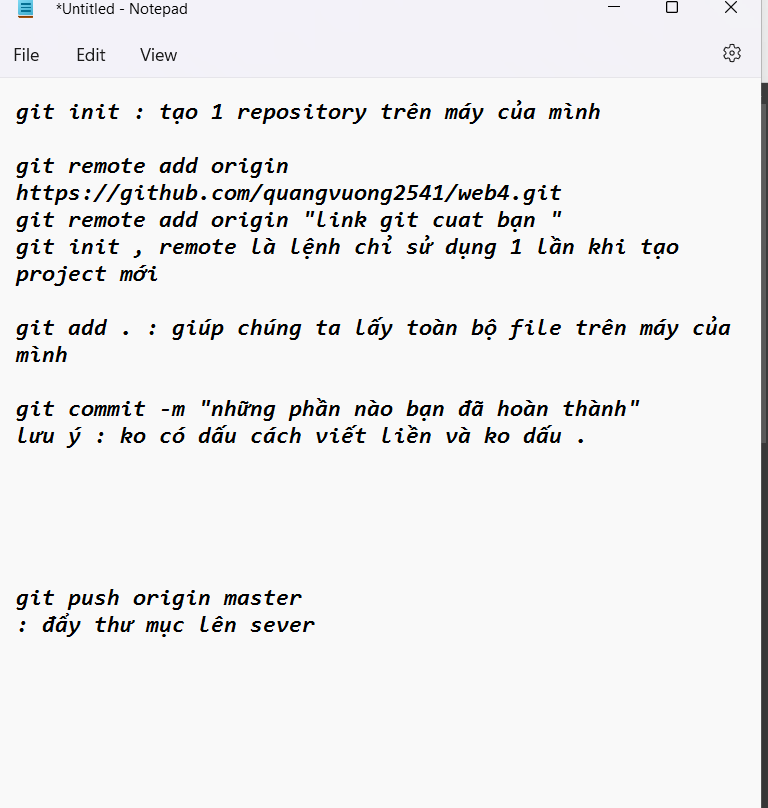 *Untitled - Notepad
File Edit View
git init : tạo 1 repository trên máy của mình
git remote add origin
https://github.com/quangvuong2541/web4.git
git remote add origin "link git cuat bạn "
git init , remote là lệnh chỉ sử dụng 1 lần khi tạo
project mới
git add . : giúp chúng ta lấy toàn bộ file trên máy của
mình
git commit -m "những phần nào bạn đã hoàn thành"
lưu ý : ko có dấu cách viết liền và ko dấu .
git push origin master
: đẩy thư mục lên sever